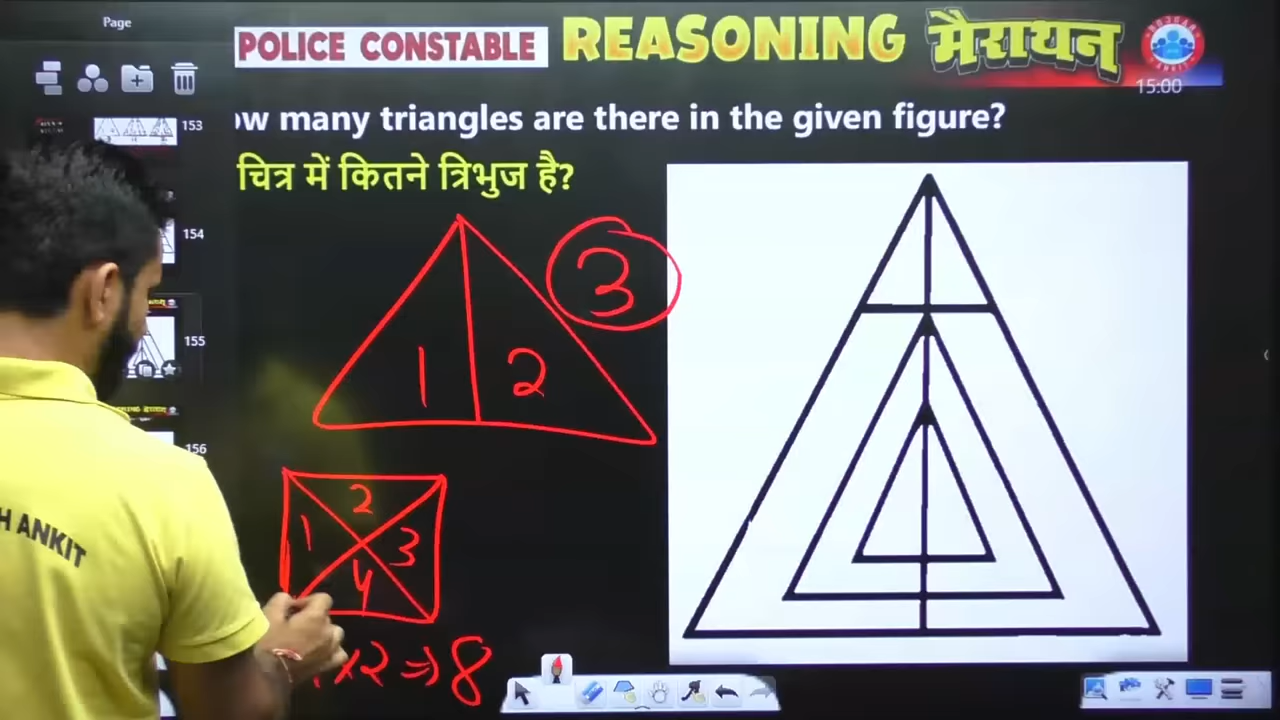 Page
POLICE CONSTABLE REASONING मैराथन
15:00
ow many triangles are there in the given figure?
चित्र में कितने त्रिभुज है?
153
154
155
156
3
1 2
2
1 3
4
×2 ⇒ 8
H ANKIT